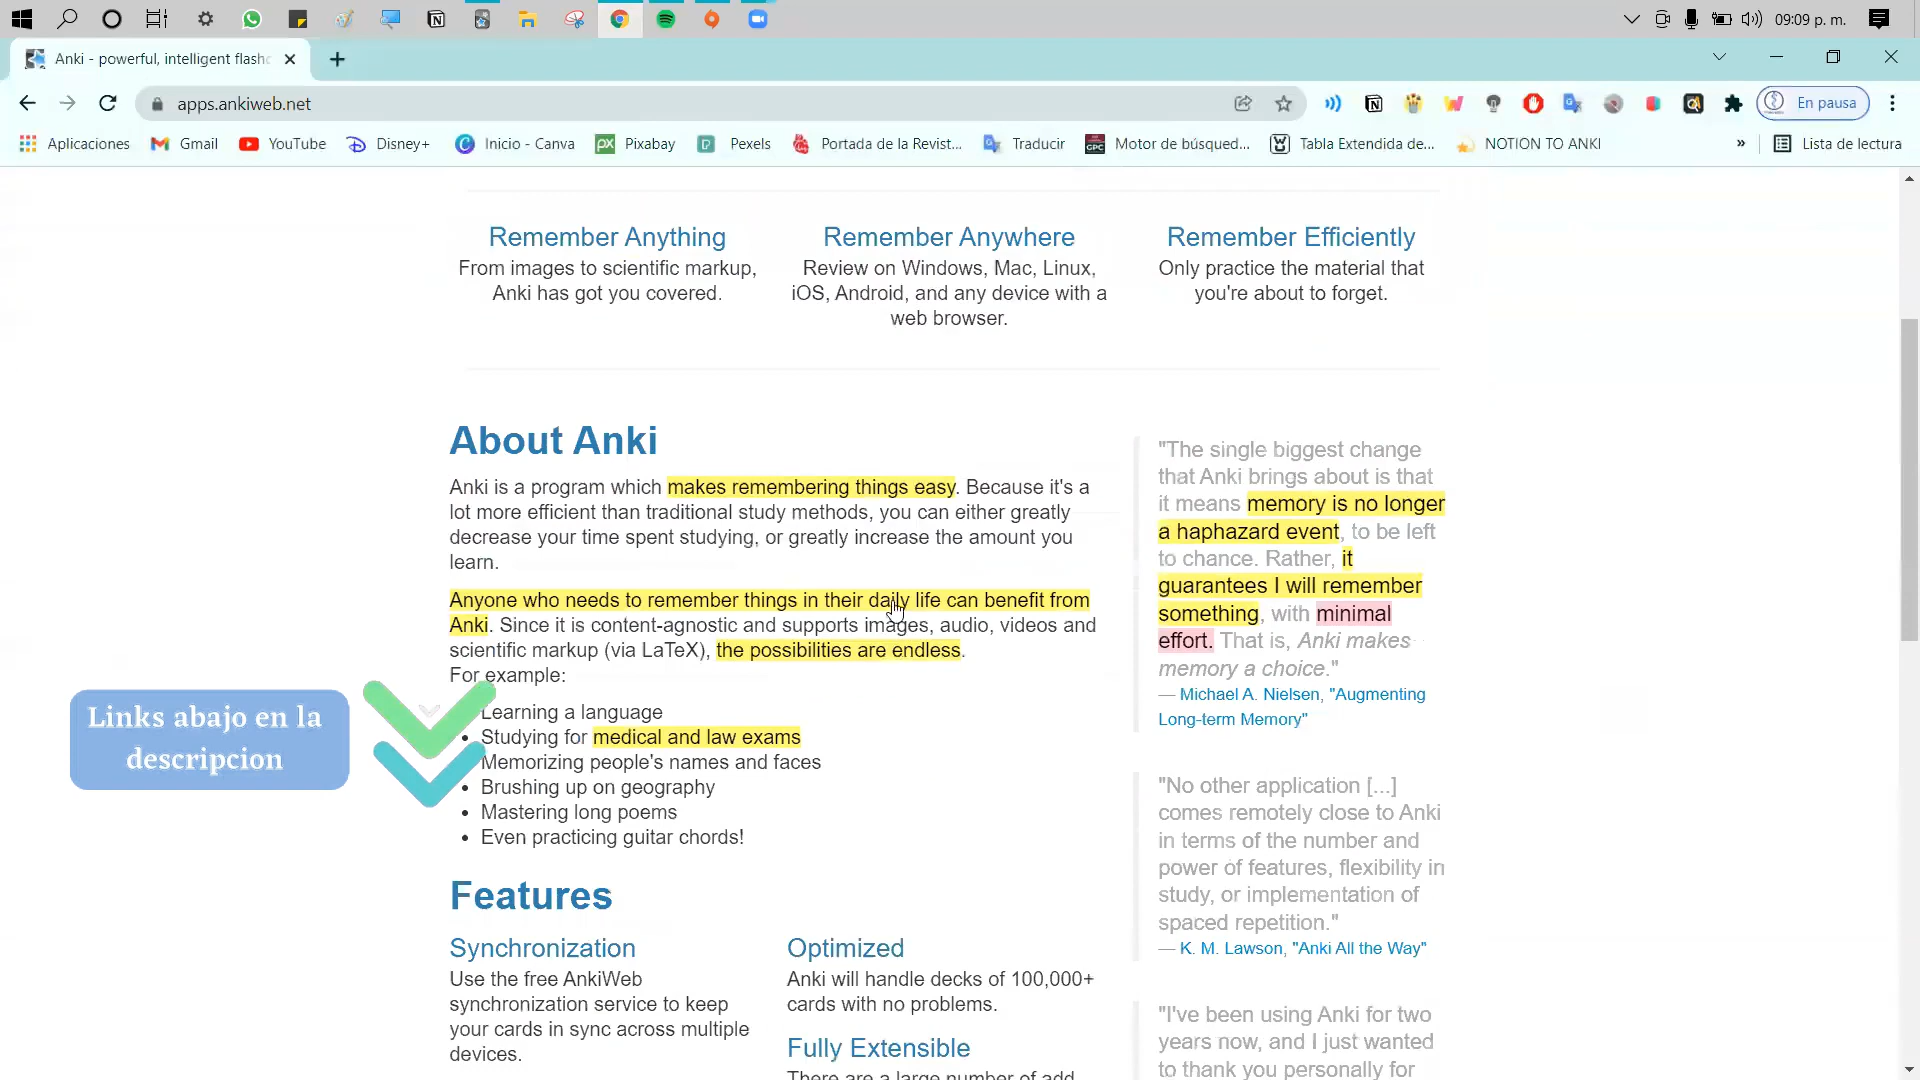 09:09 p. m.
Anki - powerful, intelligent flashc
apps.ankiweb.net
En pausa
Aplicaciones
Gmail
YouTube
Disney+
Inicio - Canva
Pixabay
Pexels
Portada de la Revist...
Traducir
Motor de búsqued...
Tabla Extendida de...
NOTION TO ANKI
»
Lista de lectura
Remember Anything
From images to scientific markup,
Anki has got you covered.
Remember Anywhere
Review on Windows, Mac, Linux,
iOS, Android, and any device with a
web browser.
Remember Efficiently
Only practice the material that
you're about to forget.
About Anki
Anki is a program which makes remembering things easy. Because it's a
lot more efficient than traditional study methods, you can either greatly
decrease your time spent studying, or greatly increase the amount you
learn.
Anyone who needs to remember things in their daily life can benefit from
Anki. Since it is content-agnostic and supports images, audio, videos and
scientific markup (via LaTeX), the possibilities are endless.
For example:
Learning a language
• Studying for medical and law exams
Memorizing people's names and faces
• Brushing up on geography
• Mastering long poems
• Even practicing guitar chords!
Links abajo en la
descripcion
Features
Synchronization
Use the free AnkiWeb
synchronization service to keep
your cards in sync across multiple
devices.
Optimized
Anki will handle decks of 100,000+
cards with no problems.
Fully Extensible
There are a large number of add
"The single biggest change
that Anki brings about is that
it means memory is no longer
a haphazard event, to be left
to chance. Rather, it
guarantees I will remember
something, with minimal
effort. That is, Anki makes
memory a choice."
— Michael A. Nielsen, "Augmenting
Long-term Memory"
"No other application [...]
comes remotely close to Anki
in terms of the number and
power of features, flexibility in
study, or implementation of
spaced repetition."
— K. M. Lawson, "Anki All the Way"
"I've been using Anki for two
years now, and I just wanted
to thank you personally for